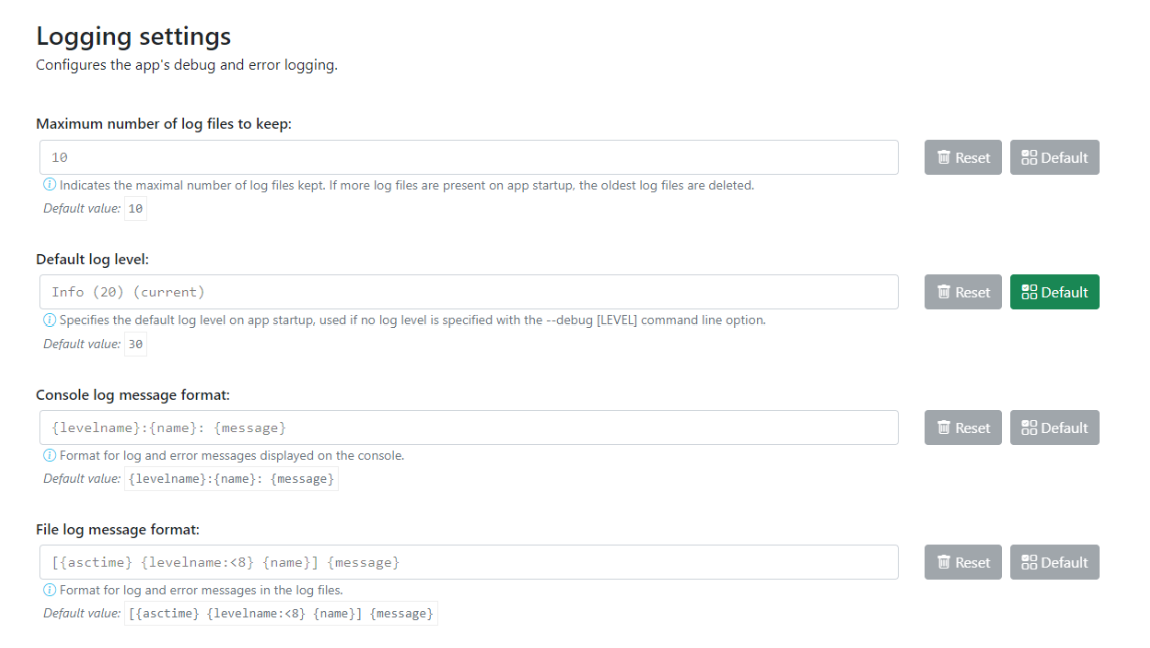 Logging settings
Configures the app's debug and error logging.
Maximum number of log files to keep:
10 Reset Default
Indicates the maximal number of log files kept. If more log files are present on app startup, the oldest log files are deleted.
Default value: 10
Default log level:
Info (20) (current) Reset Default
Specifies the default log level on app startup, used if no log level is specified with the --debug [LEVEL] command line option.
Default value: 30
Console log message format:
{levelname}:{name}: {message} Reset Default
Format for log and error messages displayed on the console.
Default value: {levelname}:{name}: {message}
File log message format:
[{asctime} {levelname:<8} {name}] {message} Reset Default
Format for log and error messages in the log files.
Default value: [{asctime} {levelname:<8} {name}] {message}